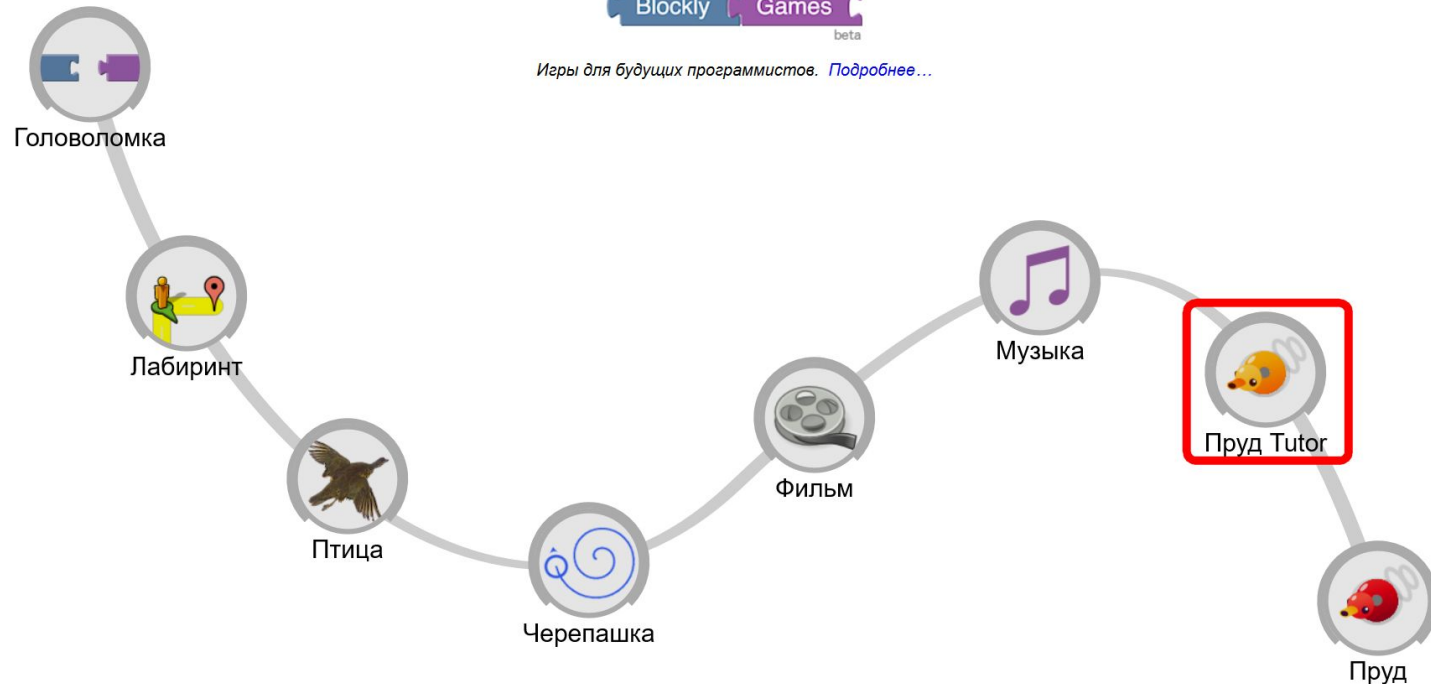 Blockly Games
beta
Игры для будущих программистов. Подробнее…
Головоломка
Лабиринт
Птица
Черепашка
Фильм
Музыка
Пруд Tutor
Пруд